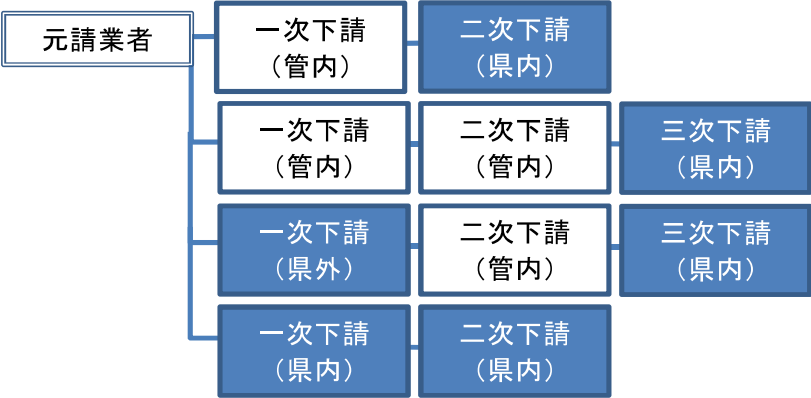 元請業者
一次下請
（管内）
二次下請
（県内）
一次下請
（管内）
二次下請
（管内）
三次下請
（県内）
一次下請
（県外）
二次下請
（管内）
三次下請
（県内）
一次下請
（県内）
二次下請
（県内）